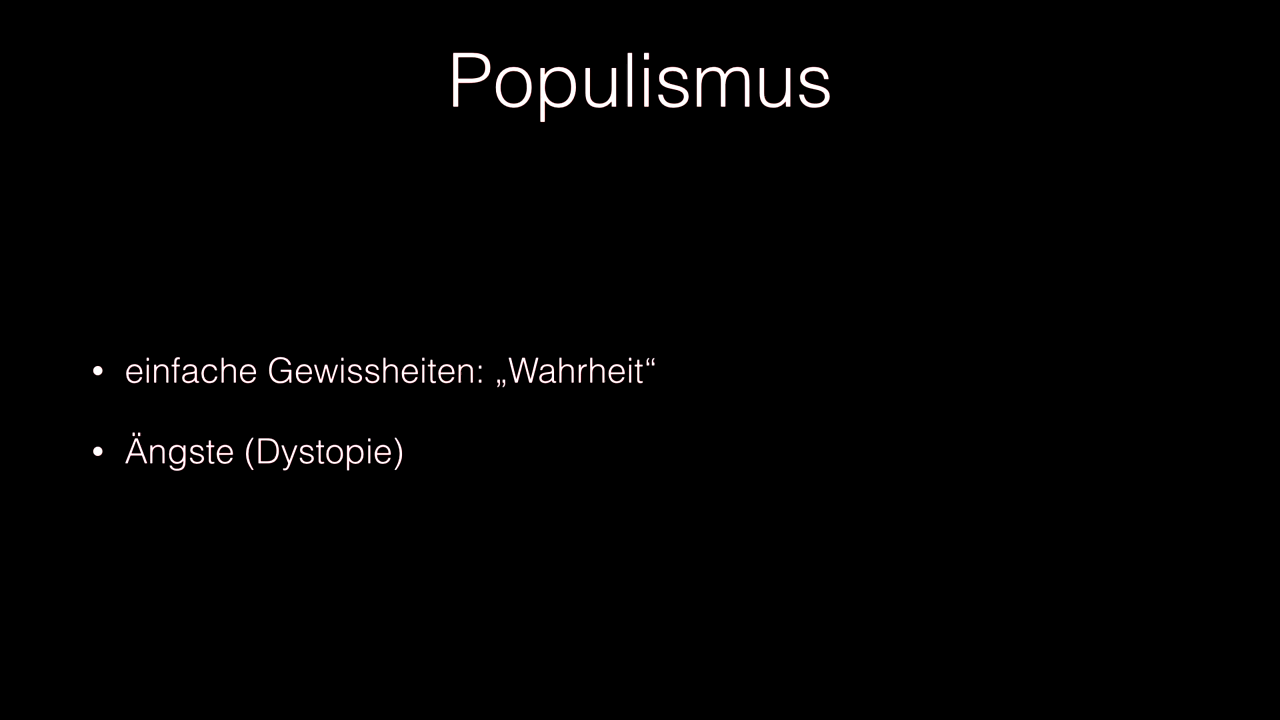 Populismus
• einfache Gewissheiten: „Wahrheit“
• Ängste (Dystopie)